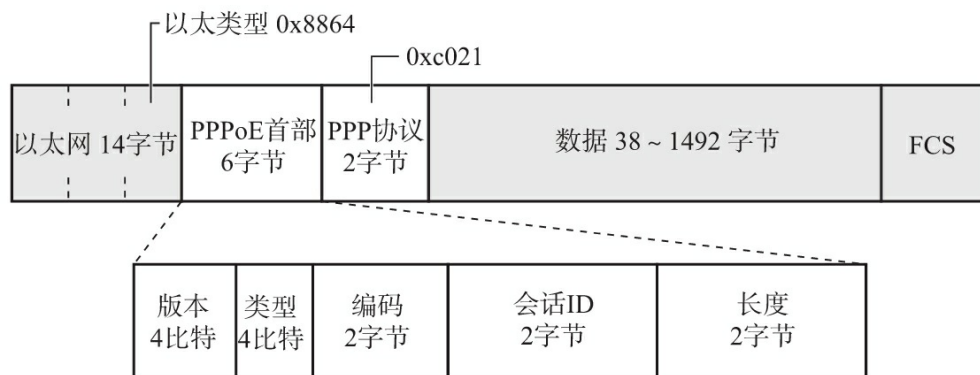 以太类型 0x8864
0xc021
以太网 14字节
PPPoE首部
6字节
PPP协议
2字节
数据 38~1492 字节
FCS
版本
4比特
类型
4比特
编码
2字节
会话ID
2字节
长度
2字节